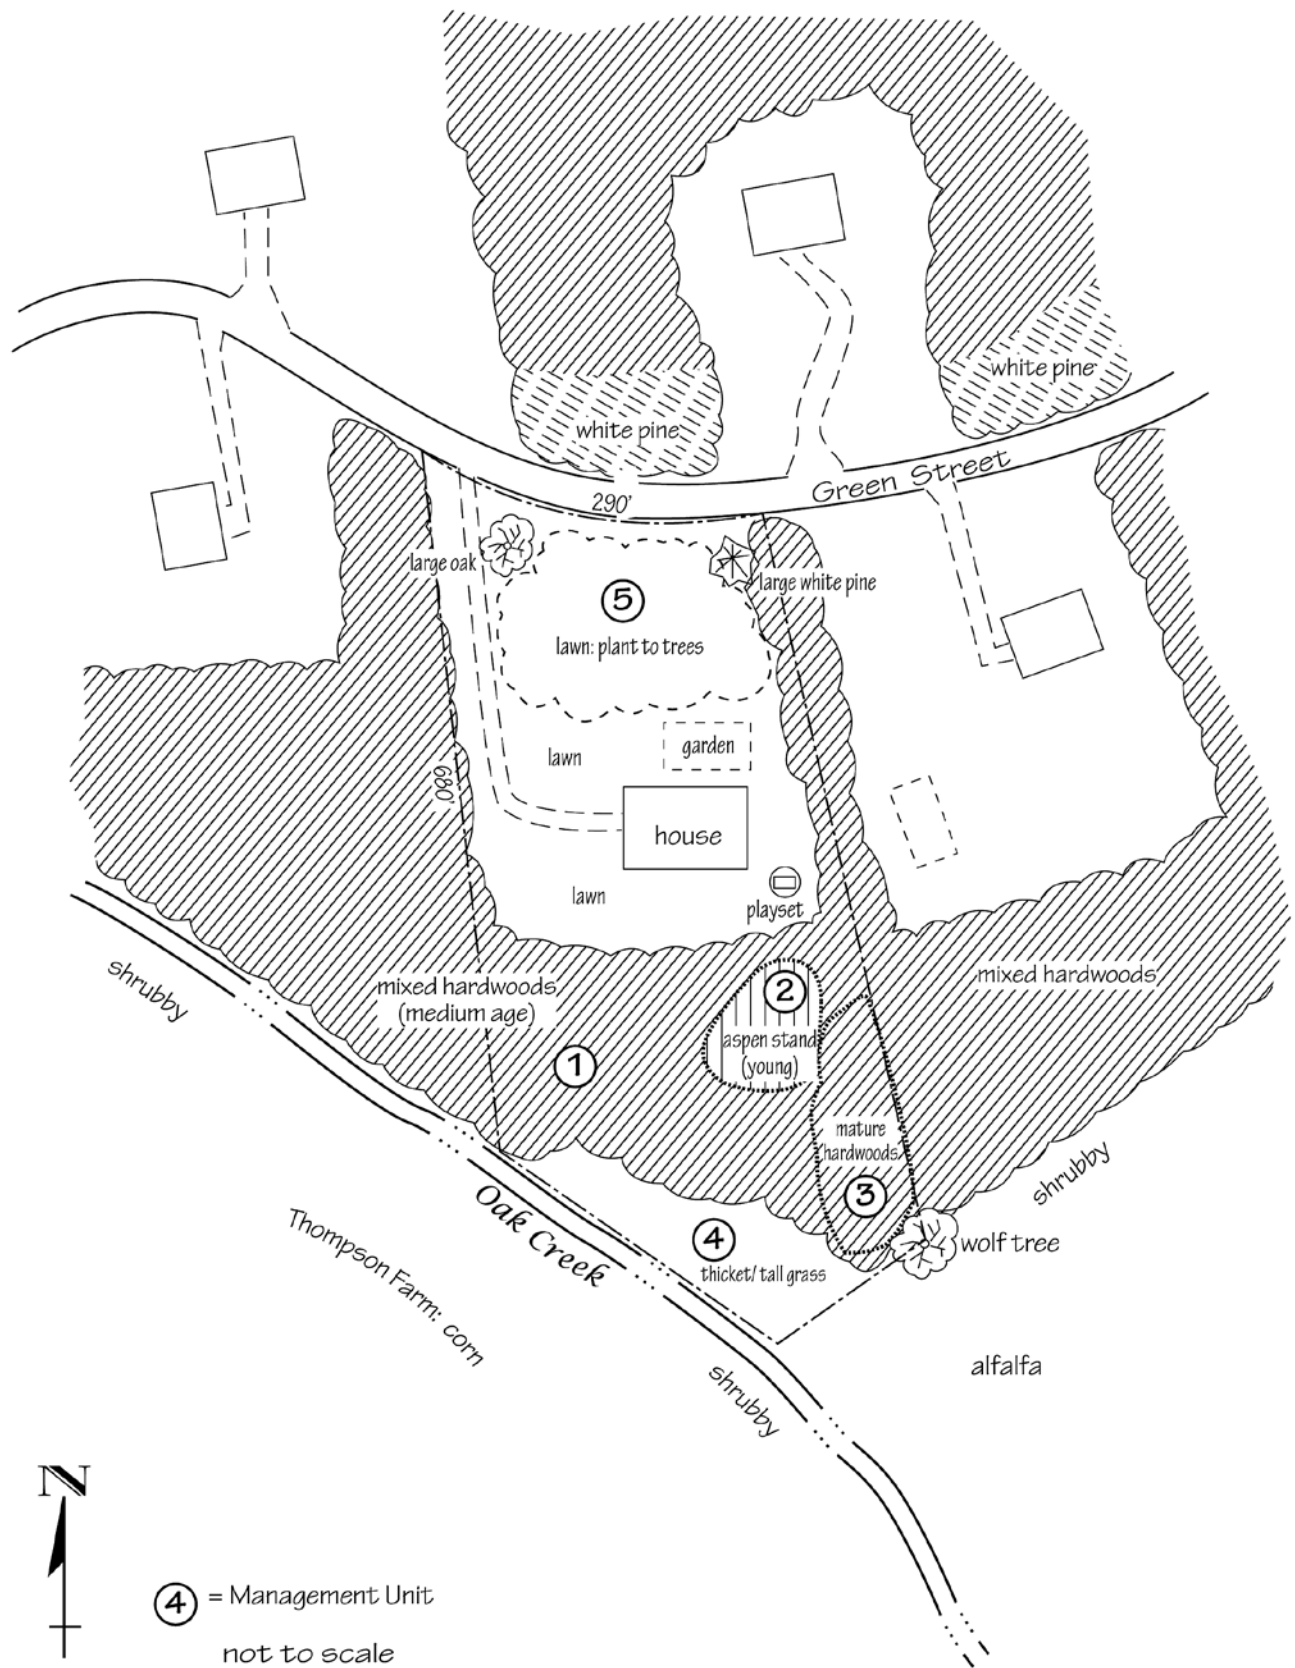 white pine
white pine
Green Street
290'
large oak
large white pine
5
lawn: plant to trees
lawn
garden
680'
house
lawn
playset
shrubby
mixed hardwoods
(medium age)
2
mixed hardwoods
aspen stand
(young)
1
mature
hardwoods
3
shrubby
Oak Creek
4
thicket/ tall grass
wolf tree
Thompson Farm: corn
alfalfa
shrubby
N
4 = Management Unit
not to scale